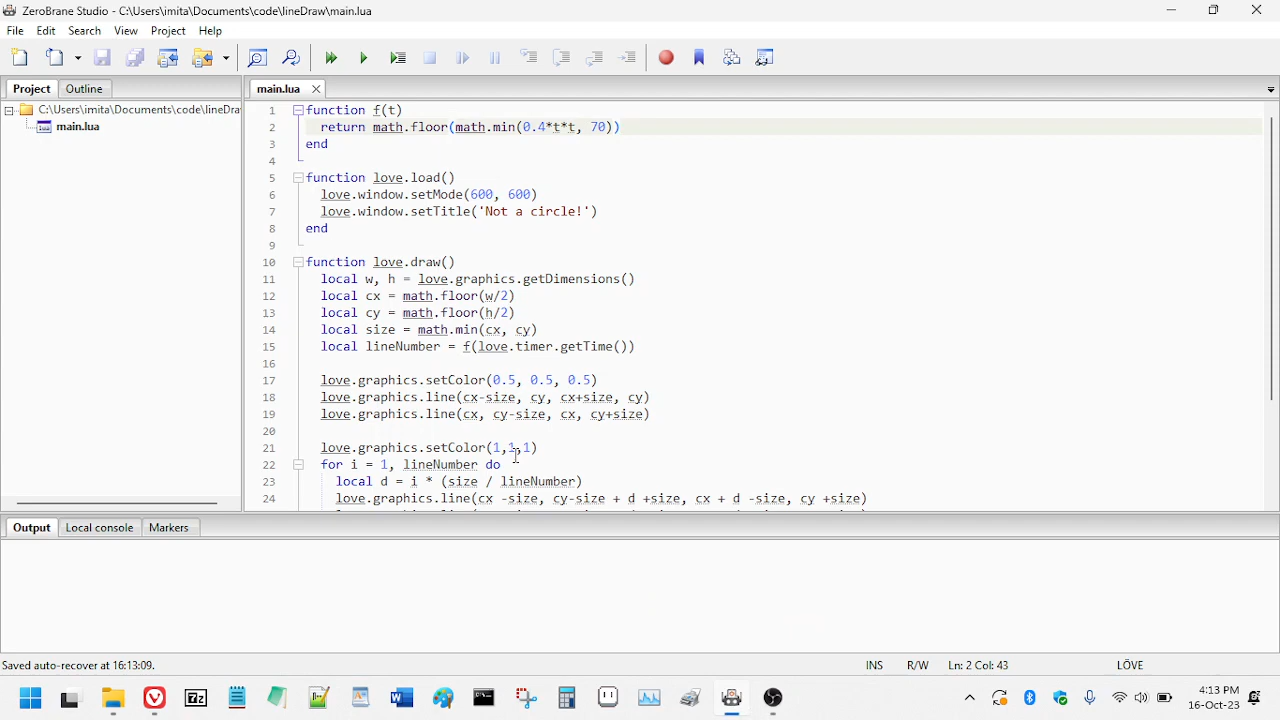 ZeroBrane Studio - C:\Users\imita\Documents\code\lineDraw\main.lua
File Edit Search View Project Help
Project Outline
main.lua
C:\Users\imita\Documents\code\lineDra
main.lua
1 function f(t)
2 return math.floor(math.min(0.4*t*t, 70))
3 end
4
5 function love.load()
6 love.window.setMode(600, 600)
7 love.window.setTitle('Not a circle!')
8 end
9
10 function love.draw()
11 local w, h = love.graphics.getDimensions()
12 local cx = math.floor(w/2)
13 local cy = math.floor(h/2)
14 local size = math.min(cx, cy)
15 local lineNumber = f(love.timer.getTime())
16
17 love.graphics.setColor(0.5, 0.5, 0.5)
18 love.graphics.line(cx-size, cy, cx+size, cy)
19 love.graphics.line(cx, cy-size, cx, cy+size)
20
21 love.graphics.setColor(1,1,1)
22 for i = 1, lineNumber do
23 local d = i * (size / lineNumber)
24 love.graphics.line(cx -size, cy-size + d +size, cx + d -size, cy +size)
Output Local console Markers
Saved auto-recover at 16:13:09.
INS R/W Ln: 2 Col: 43 LÖVE
7z
4:13 PM
16-Oct-23